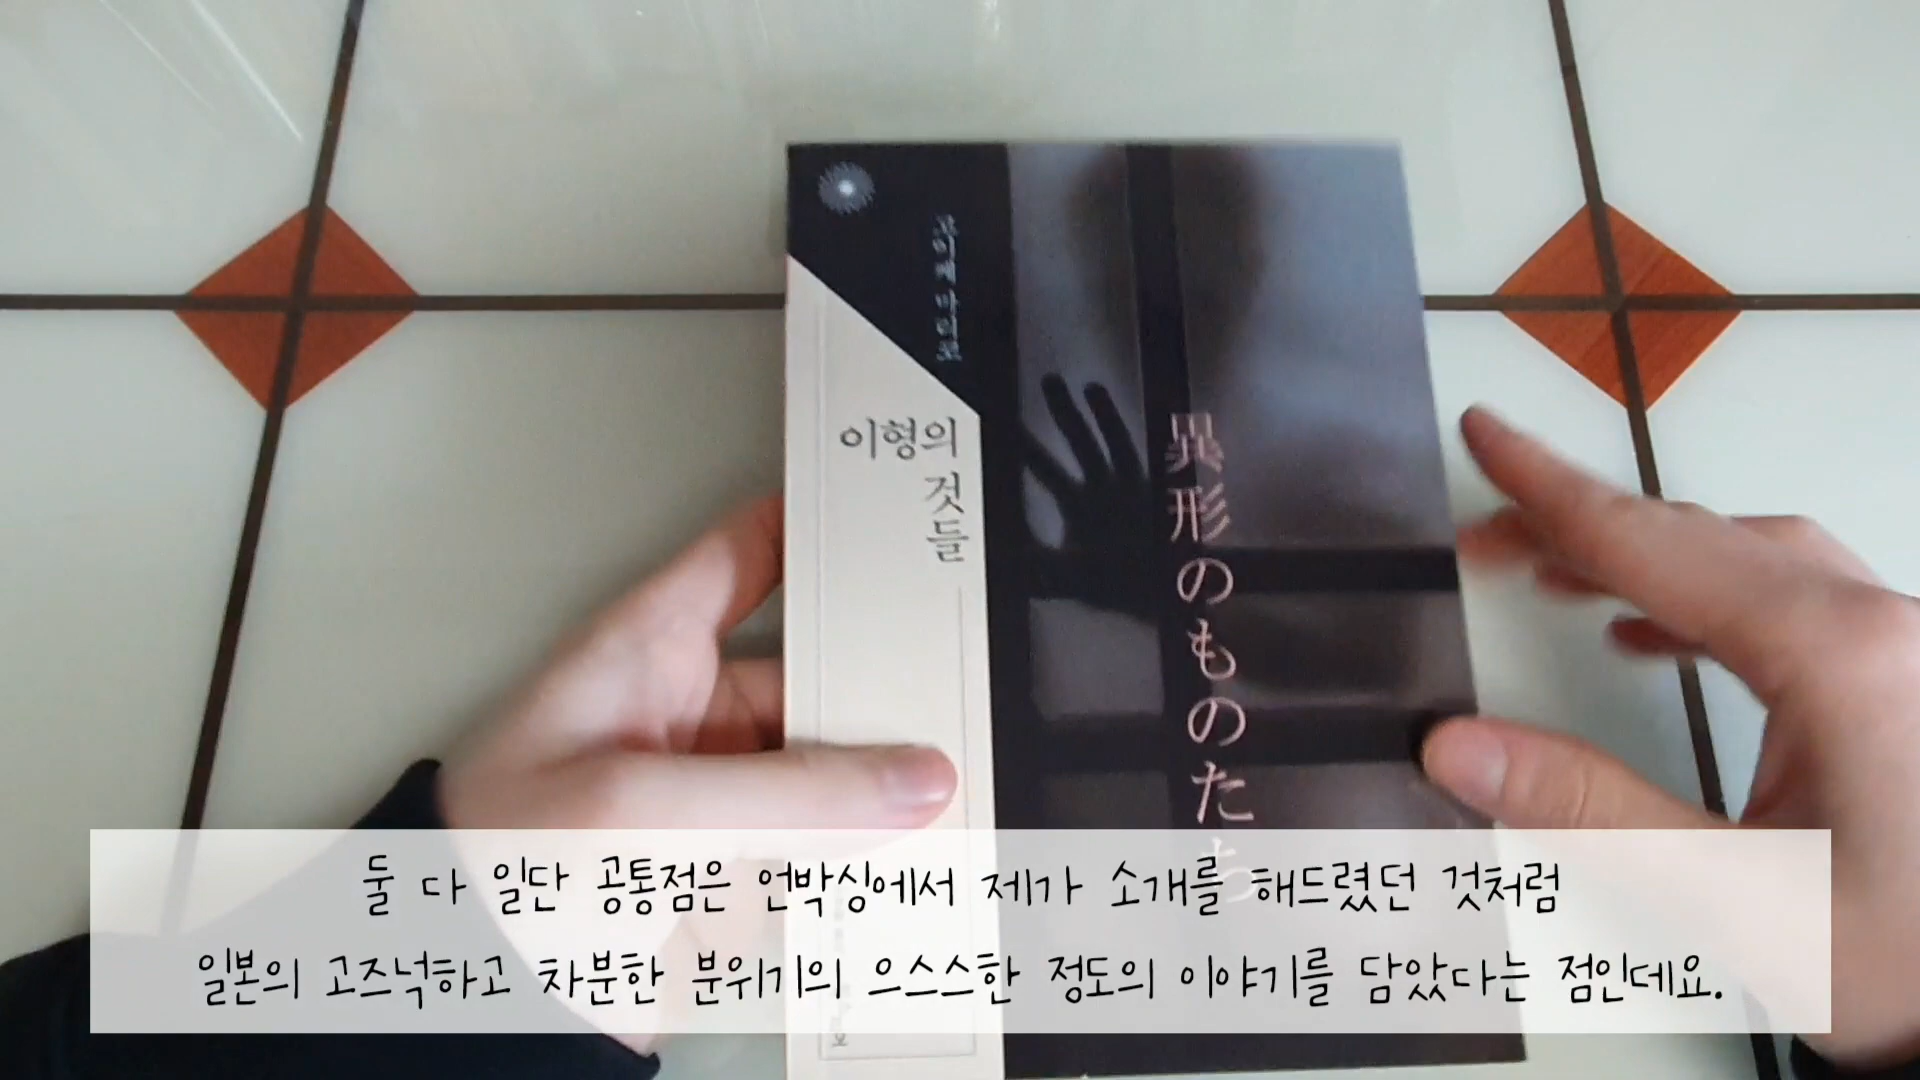 고이케 마리코
이형의
것
들
異形のものたち
둘 다 일단 공통점은 언박싱에서 제가 소개를 해드렸던 것처럼
일본의 고즈넉하고 차분한 분위기의 으스스한 정도의 이야기를 담았다는 점인데요.